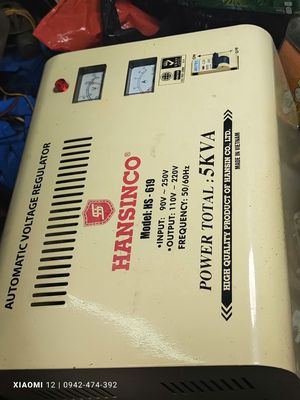 AUTOMATIC VOLTAGE REGULATOR
HANSINCO
Model: HS - 619
•INPUT: 90V ~ 250V
•OUTPUT: 110V ~ 220V
FREQUENCY: 50/60Hz
POWER TOTAL : 5KVA
HIGH QUALITY PRODUCT OF HANSIN CO., LTD.
MADE IN VIETNAM
XIAOMI 12 | 0942-474-392